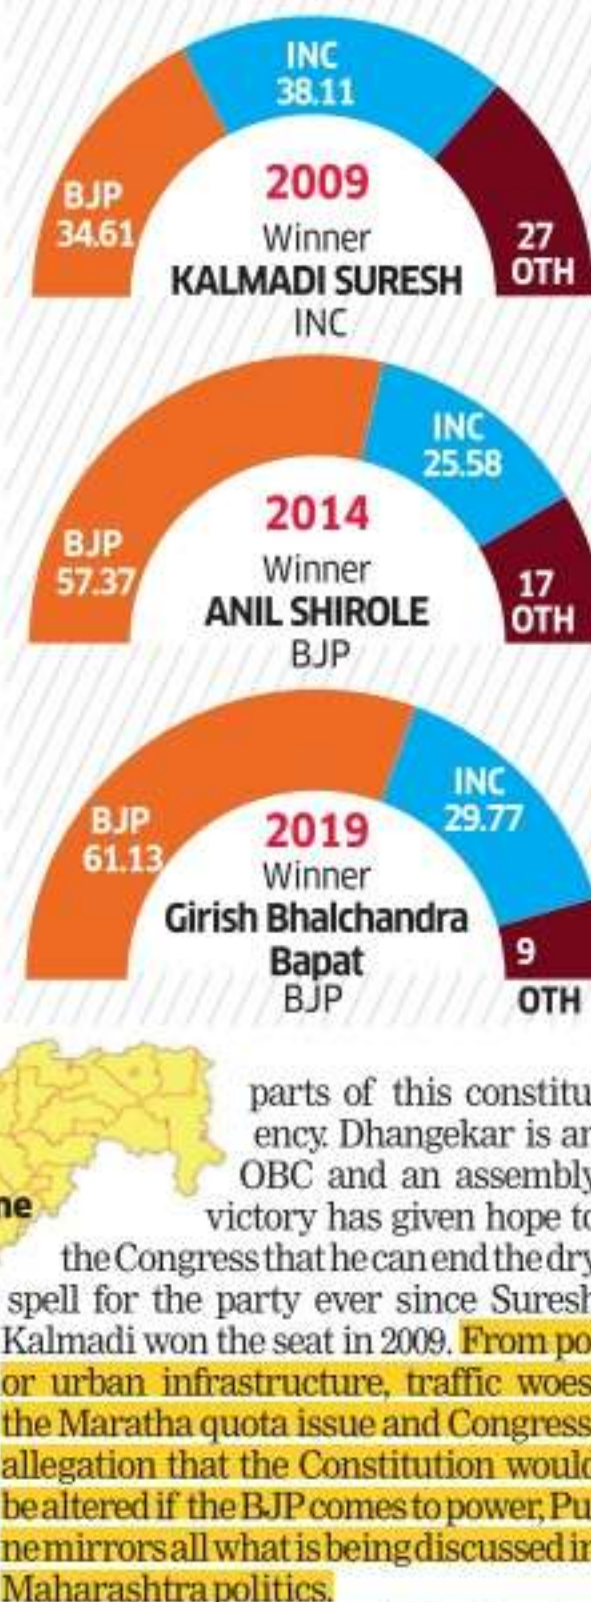 INC
38.11
BJP
34.61
2009
Winner
KALMADI SURESH
INC
27
OTH
INC
25.58
BJP
57.37
2014
Winner
ANIL SHIROLE
BJP
17
OTH
INC
29.77
BJP
61.13
2019
Winner
Girish Bhalchandra
Bapat
BJP
9
OTH
ne
parts of this constitu
ency. Dhangekar is an
OBC and an assembly
victory has given hope to
the Congress that he can end the dry
spell for the party ever since Suresh
Kalmadi won the seat in 2009. From po
or urban infrastructure, traffic woes
the Maratha quota issue and Congress
allegation that the Constitution would
be altered if the BJP comes to power, Pu
ne mirrors all what is being discussed in
Maharashtra politics.